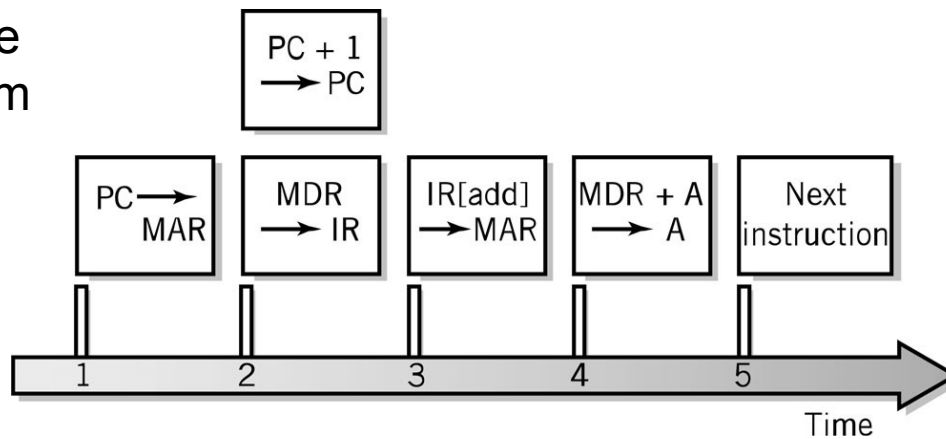 e
m
PC + 1
→ PC
PC →
MAR
MDR
→ IR
IR[add]
→ MAR
MDR + A
→ A
Next
instruction
1 2 3 4 5
Time